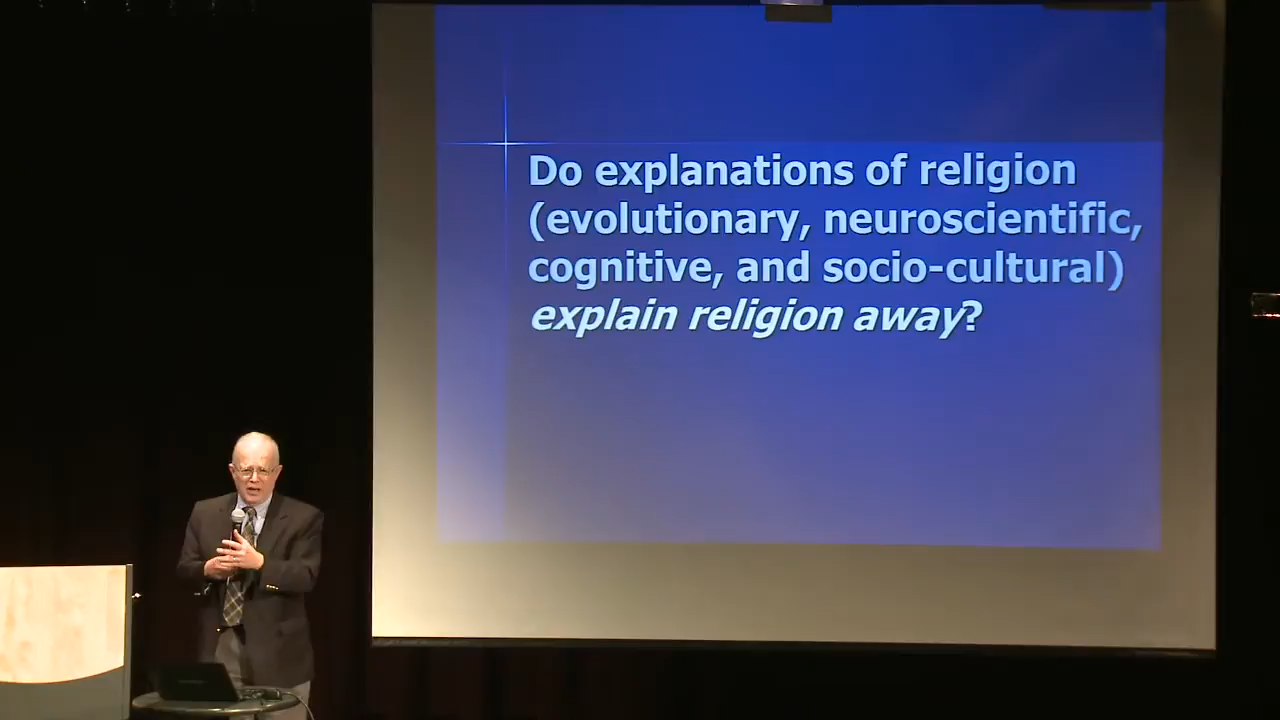 Do explanations of religion
(evolutionary, neuroscientific,
cognitive, and socio-cultural)
explain religion away?